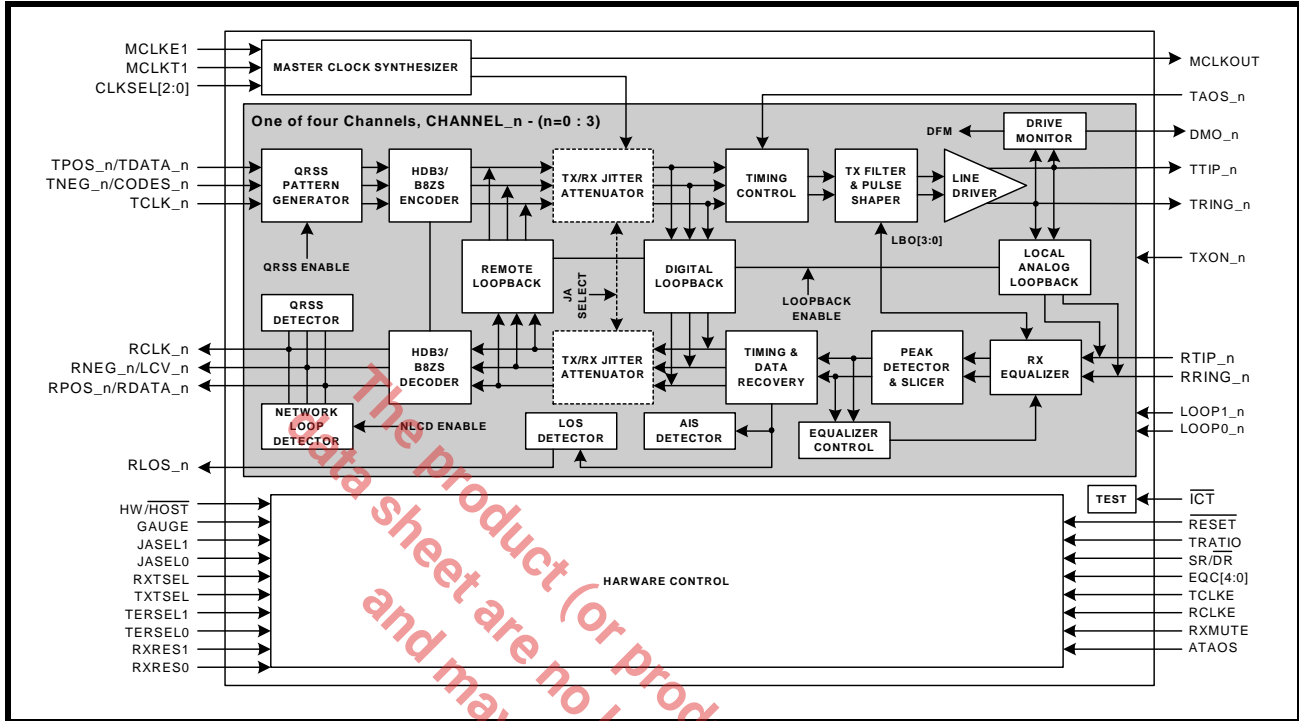 MCLKE1
MCLKT1
CLKSEL[2:0]
MASTER CLOCK SYNTHESIZER
MCLKOUT
TAOS_n
One of four Channels, CHANNEL_n - (n=0 : 3)
DFM
DRIVE
MONITOR
DMO_n
TPOS_n/TDATA_n
TNEG_n/CODES_n
TCLK_n
QRSS
PATTERN
GENERATOR
HDB3/
B8ZS
ENCODER
TX/RX JITTER
ATTENUATOR
TIMING
CONTROL
TX FILTER
& PULSE
SHAPER
LINE
DRIVER
TTIP_n
TRING_n
QRSS ENABLE
REMOTE
LOOPBACK
JA
SELECT
DIGITAL
LOOPBACK
LOOPBACK
ENABLE
LBO[3:0]
LOCAL
ANALOG
LOOPBACK
TXON_n
QRSS
DETECTOR
RCLK_n
RNEG_n/LCV_n
RPOS_n/RDATA_n
HDB3/
B8ZS
DECODER
TX/RX JITTER
ATTENUATOR
TIMING &
DATA
RECOVERY
PEAK
DETECTOR
& SLICER
RX
EQUALIZER
RTIP_n
RRING_n
NETWORK
LOOP
DETECTOR
NLCD ENABLE
LOS
DETECTOR
AIS
DETECTOR
EQUALIZER
CONTROL
LOOP1_n
LOOP0_n
RLOS_n
TEST
ICT
HW/HOST
GAUGE
JASEL1
JASEL0
RXTSEL
TXTSEL
TERSEL1
TERSEL0
RXRES1
RXRES0
HARWARE CONTROL
RESET
TRATIO
SR/DR
EQC[4:0]
TCLKE
RCLKE
RXMUTE
ATAOS
The product (or prod
data sheet are no
and may